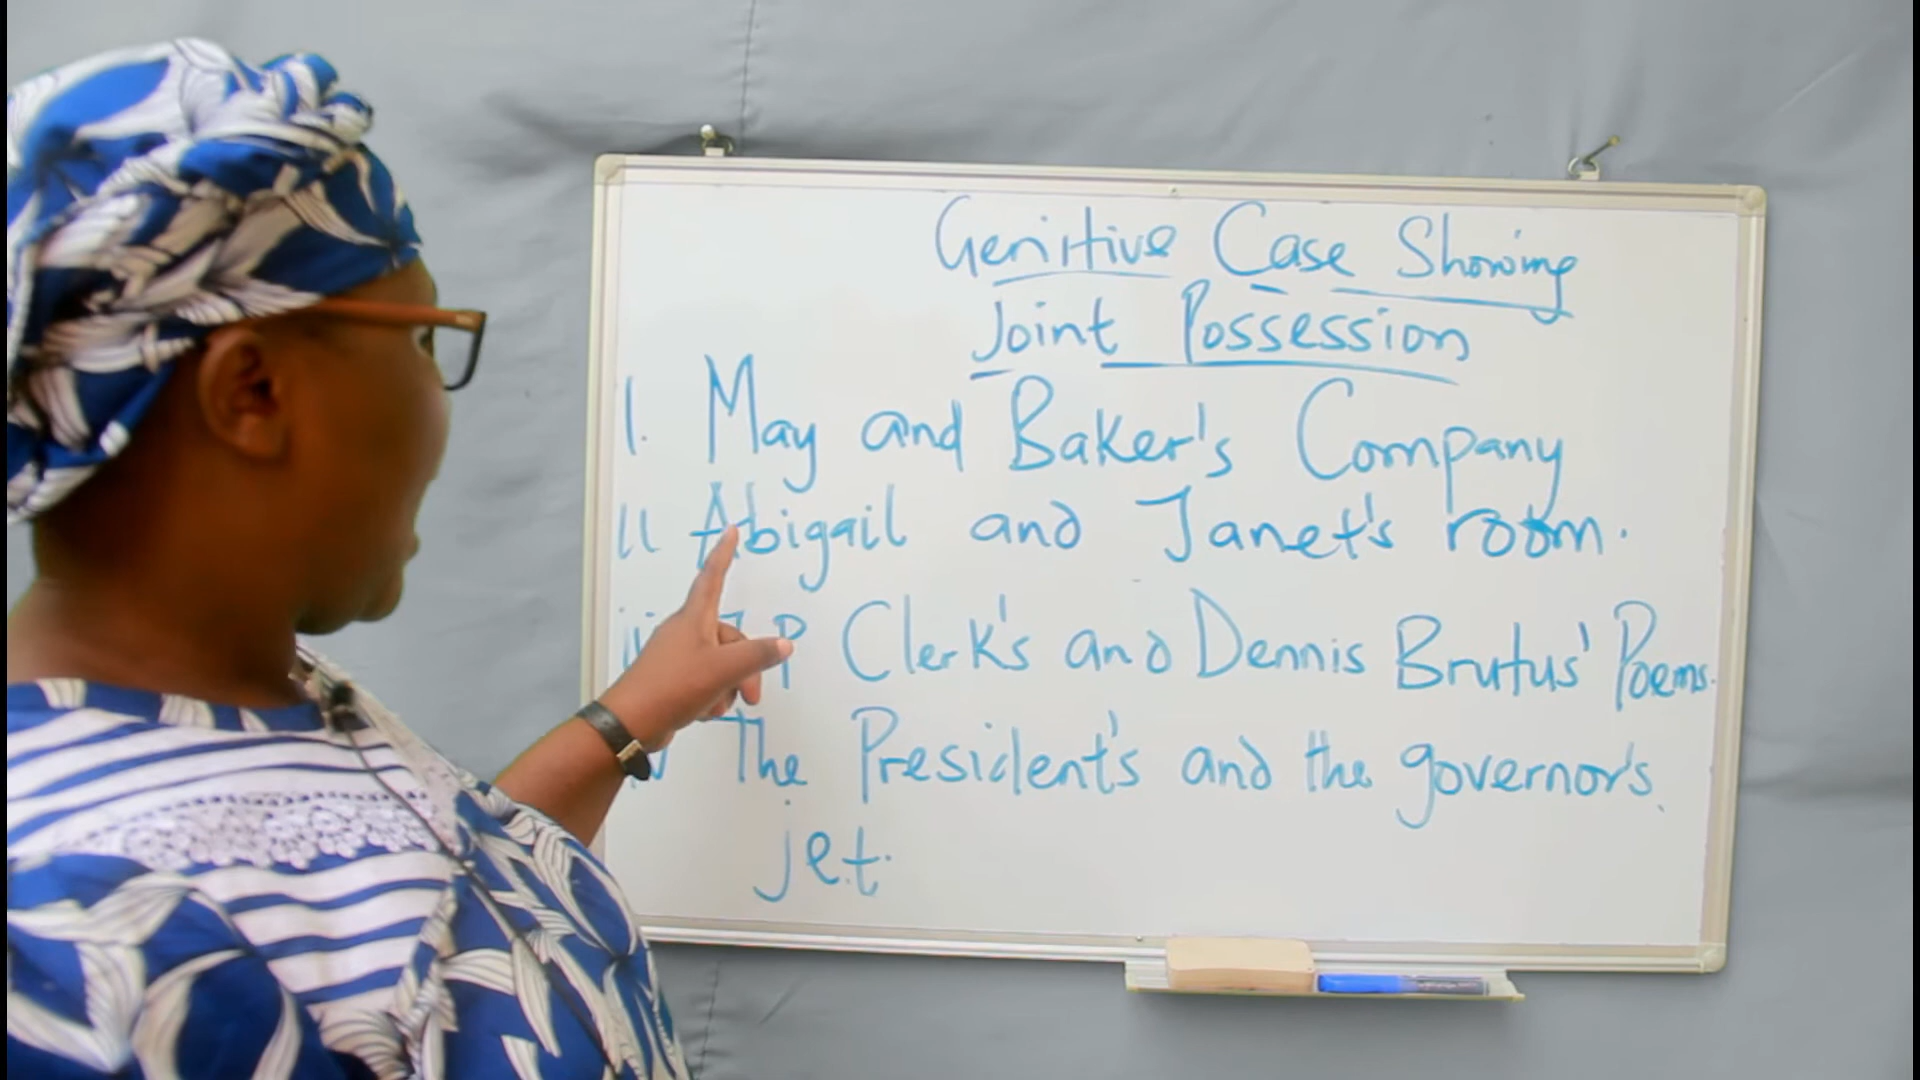 Genitive Case Showing
Joint Possession
I. May and Baker's Company
II Abigail and Janet's room.
P Clerk's and Dennis Brutus' Poems.
The President's and the governor's
jet.